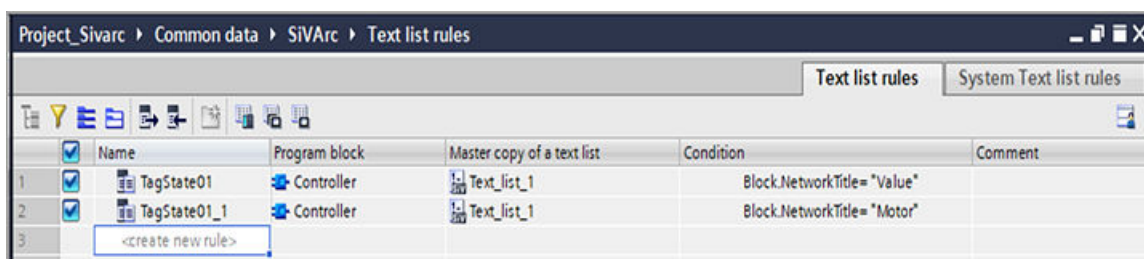 Project_Sivarc ▸ Common data ▸ SiVArc ▸ Text list rules
Text list rules System Text list rules
Name Program block Master copy of a text list Condition Comment
1 TagState01 Controller Text_list_1 Block.NetworkTitle= "Value"
2 TagState01_1 Controller Text_list_1 Block.NetworkTitle= "Motor"
3 <create new rule>